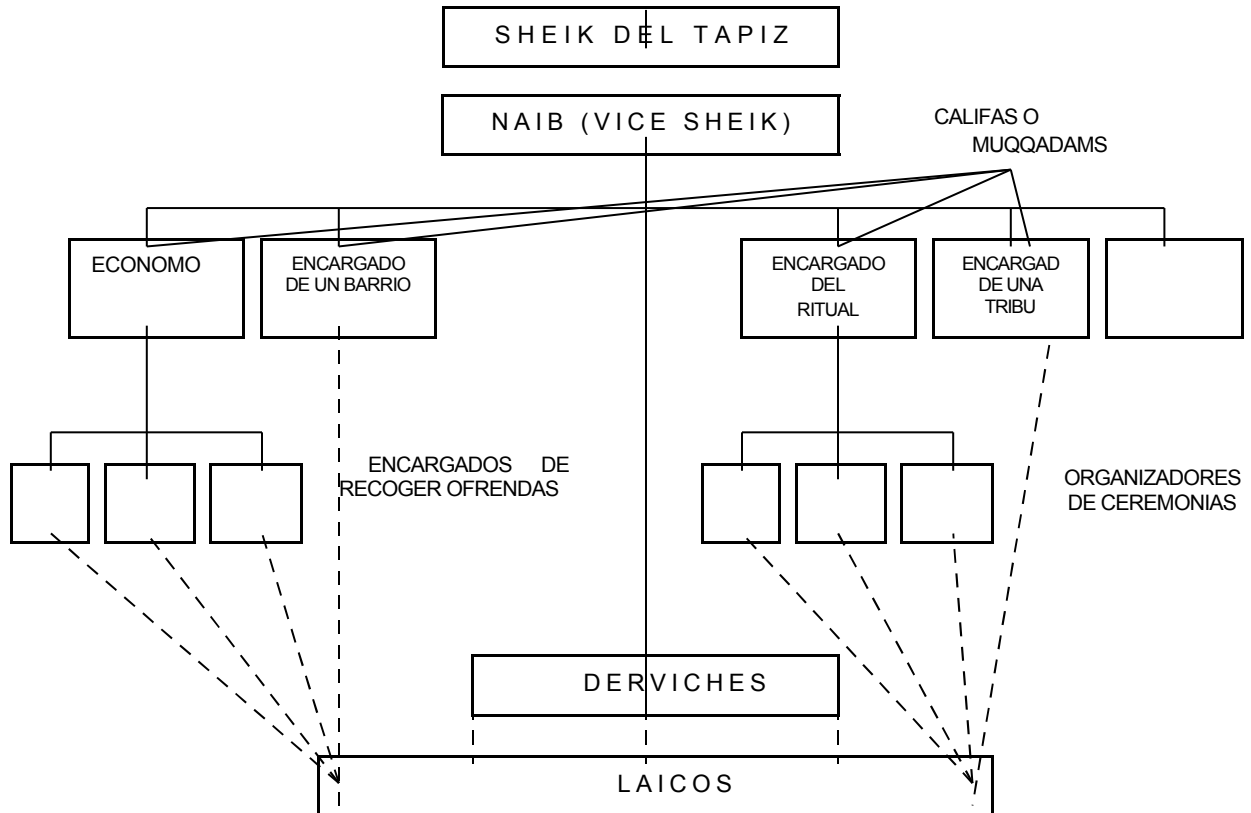 SHEIK DEL TAPIZ
NAIB (VICE SHEIK)
CALIFAS O
MUQQADAMS
ECONOMO
ENCARGADO
DE UN BARRIO
ENCARGADO
DEL
RITUAL
ENCARGAD
DE UNA
TRIBU
ENCARGADOS DE
RECOGER OFRENDAS
ORGANIZADORES
DE CEREMONIAS
DERVICHES
LAICOS